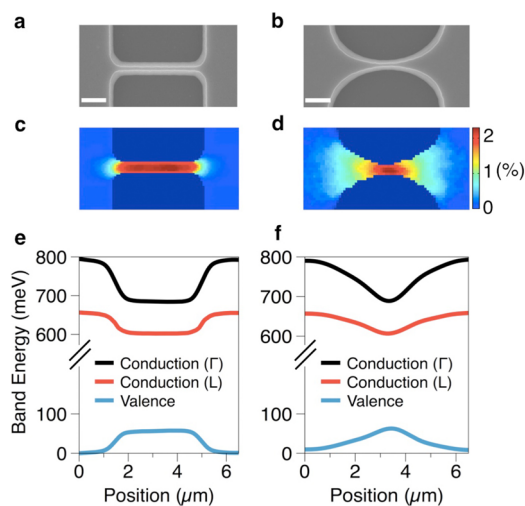 a
b
c
d
2
1 (%)
0
e
f
800
700
600
100
0
Band Energy (meV)
Conduction (Γ)
Conduction (L)
Valence
0 2 4 6
Position (μm)
800
700
600
100
0
Conduction (Γ)
Conduction (L)
Valence
0 2 4 6
Position (μm)